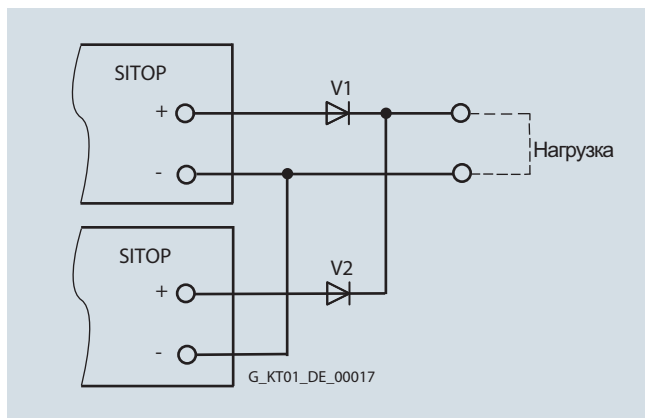 SITOP
V1
+
-
Нагрузка
SITOP
V2
+
-
G_KT01_DE_00017